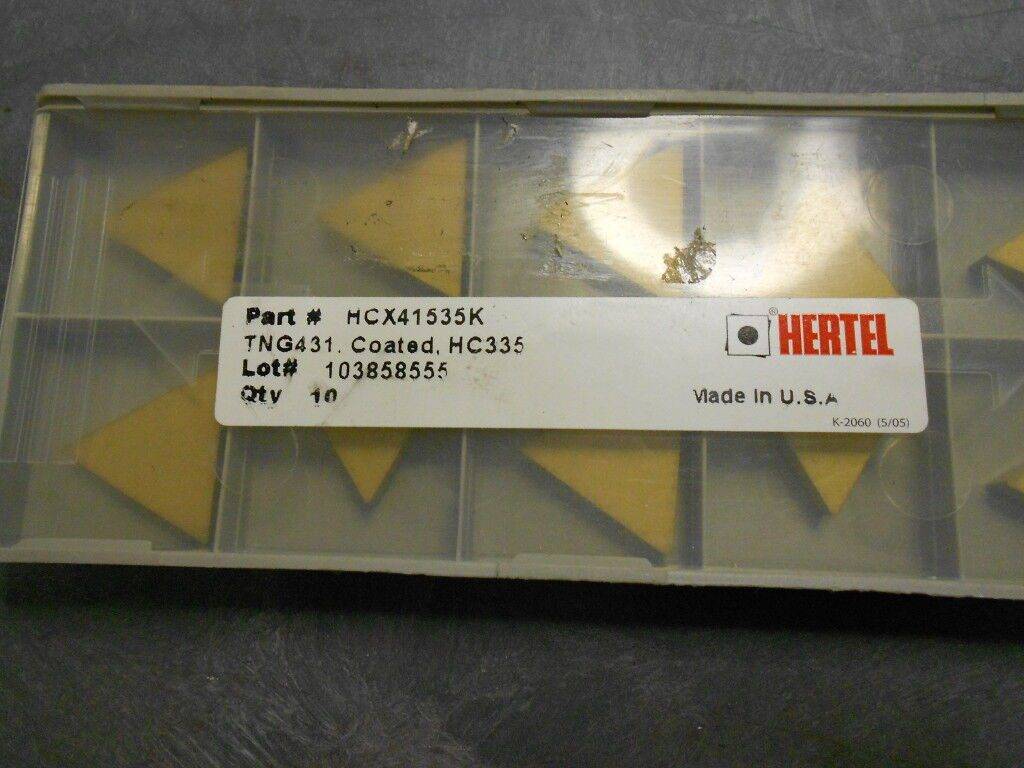 Part # HCX41535K
TNG431, Coated, HC335
Lot# 103858555
Qty 10
® HERTEL
Made In U.S.A
K-2060 (5/05)